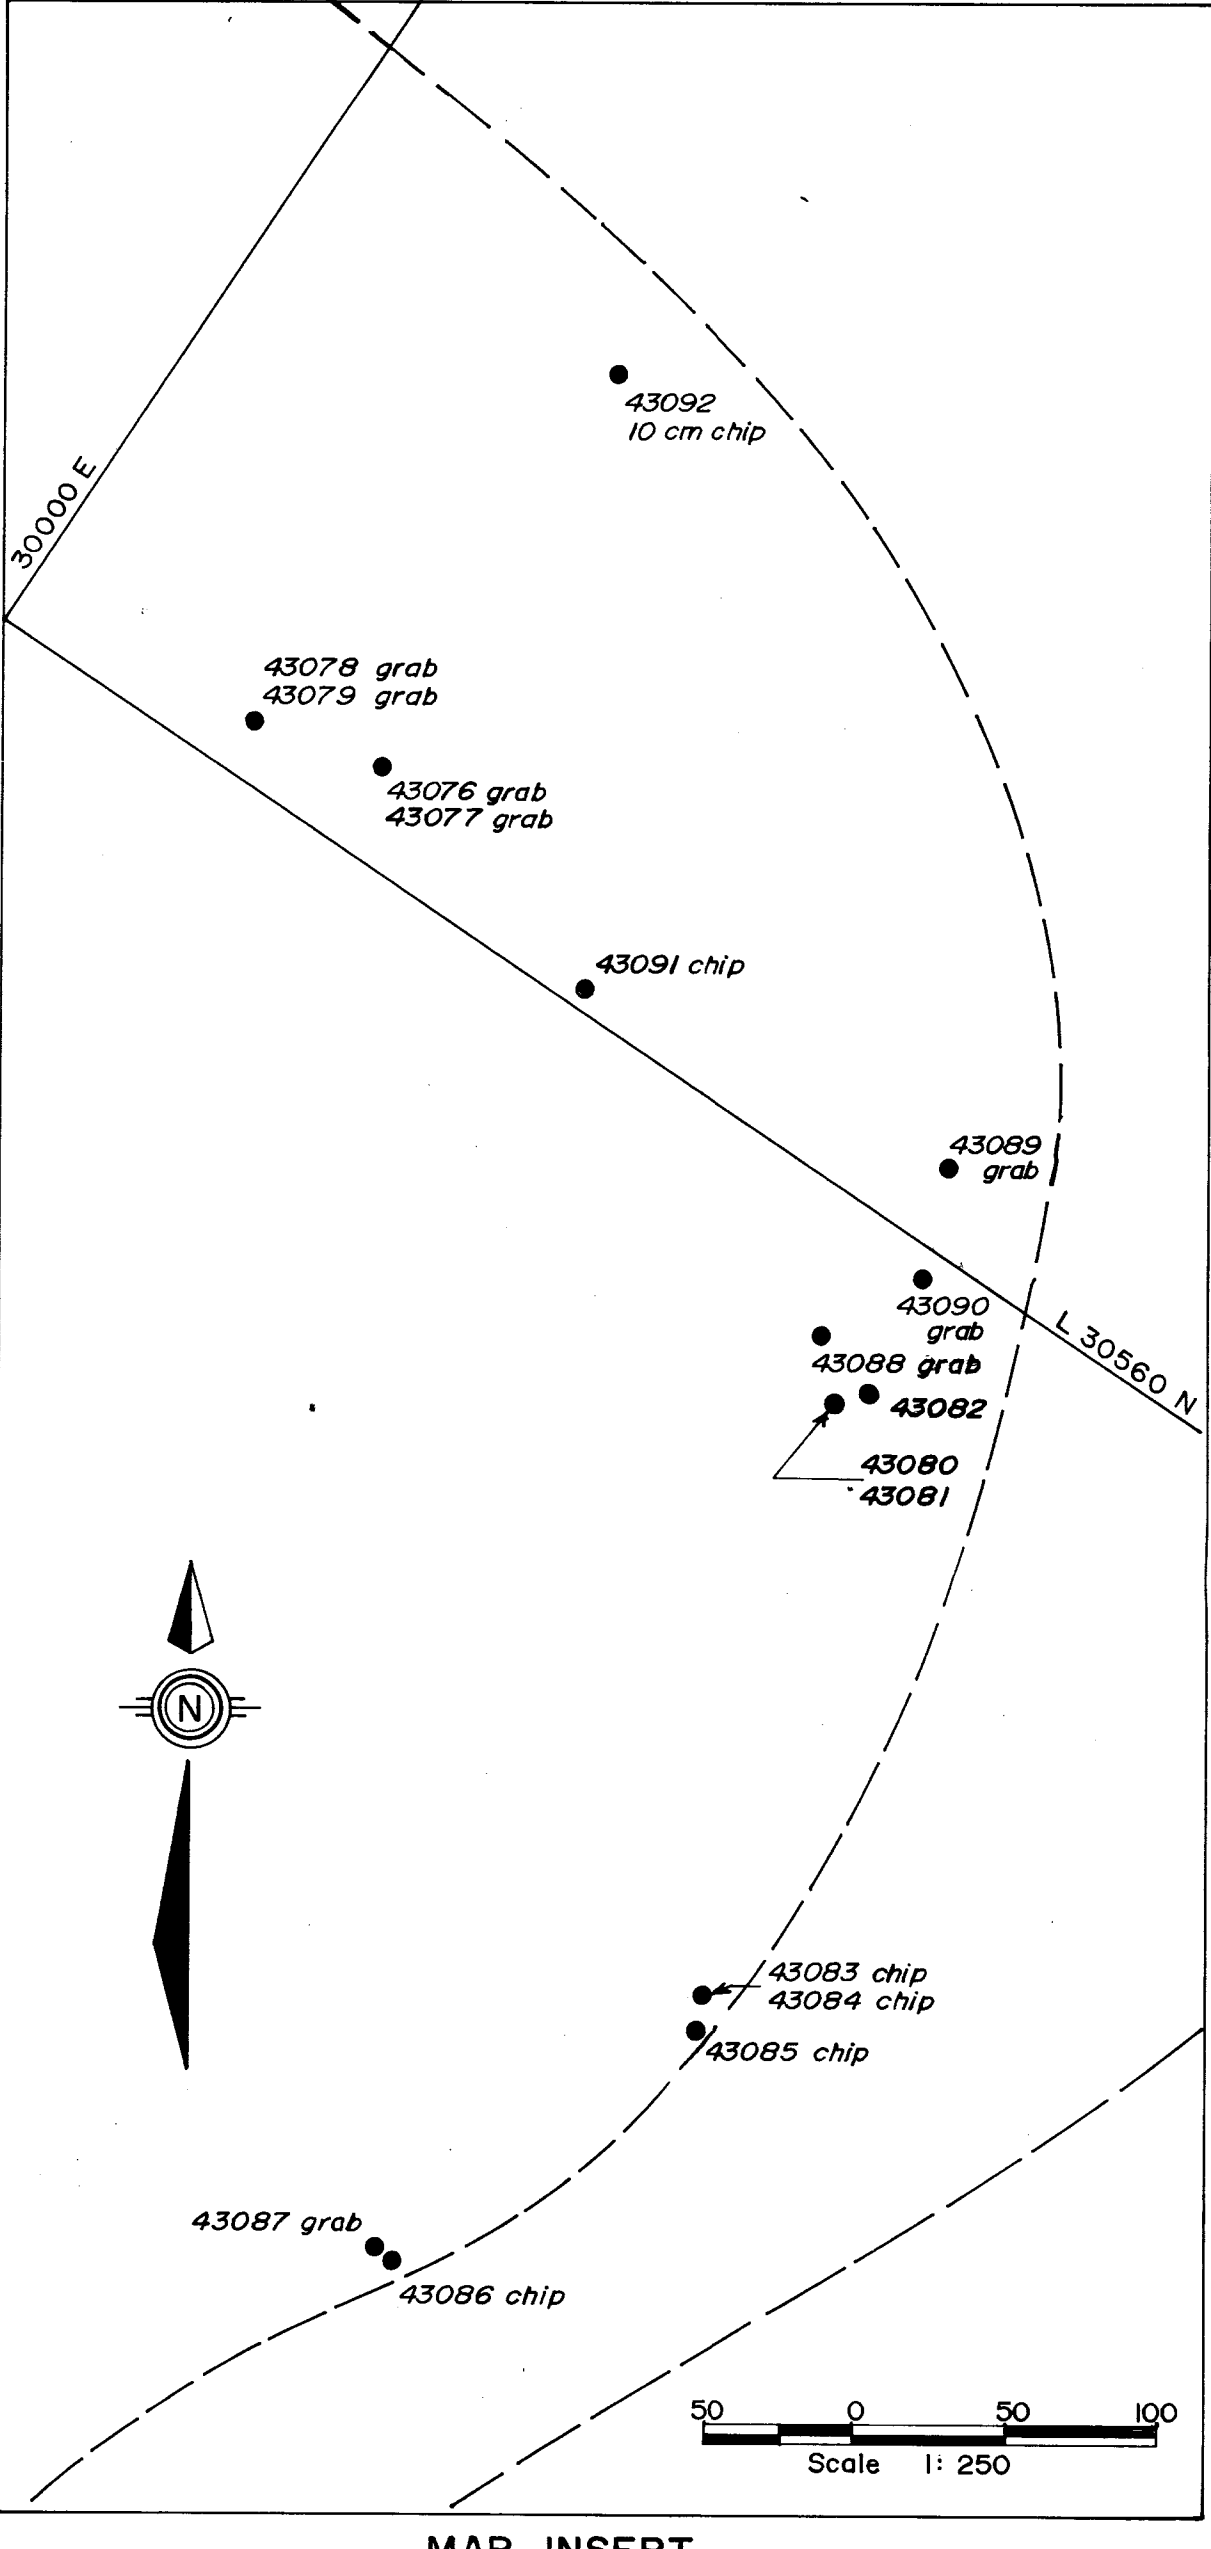 43092
10 cm chip
30000 E
43078 grab
43079 grab
43076 grab
43077 grab
43091 chip
43089
grab
43090
grab
43088 grab
L 30560 N
43082
43080
43081
N
43083 chip
43084 chip
43085 chip
43087 grab
43086 chip
50 0 50 100
Scale 1: 250
MAP INSERT